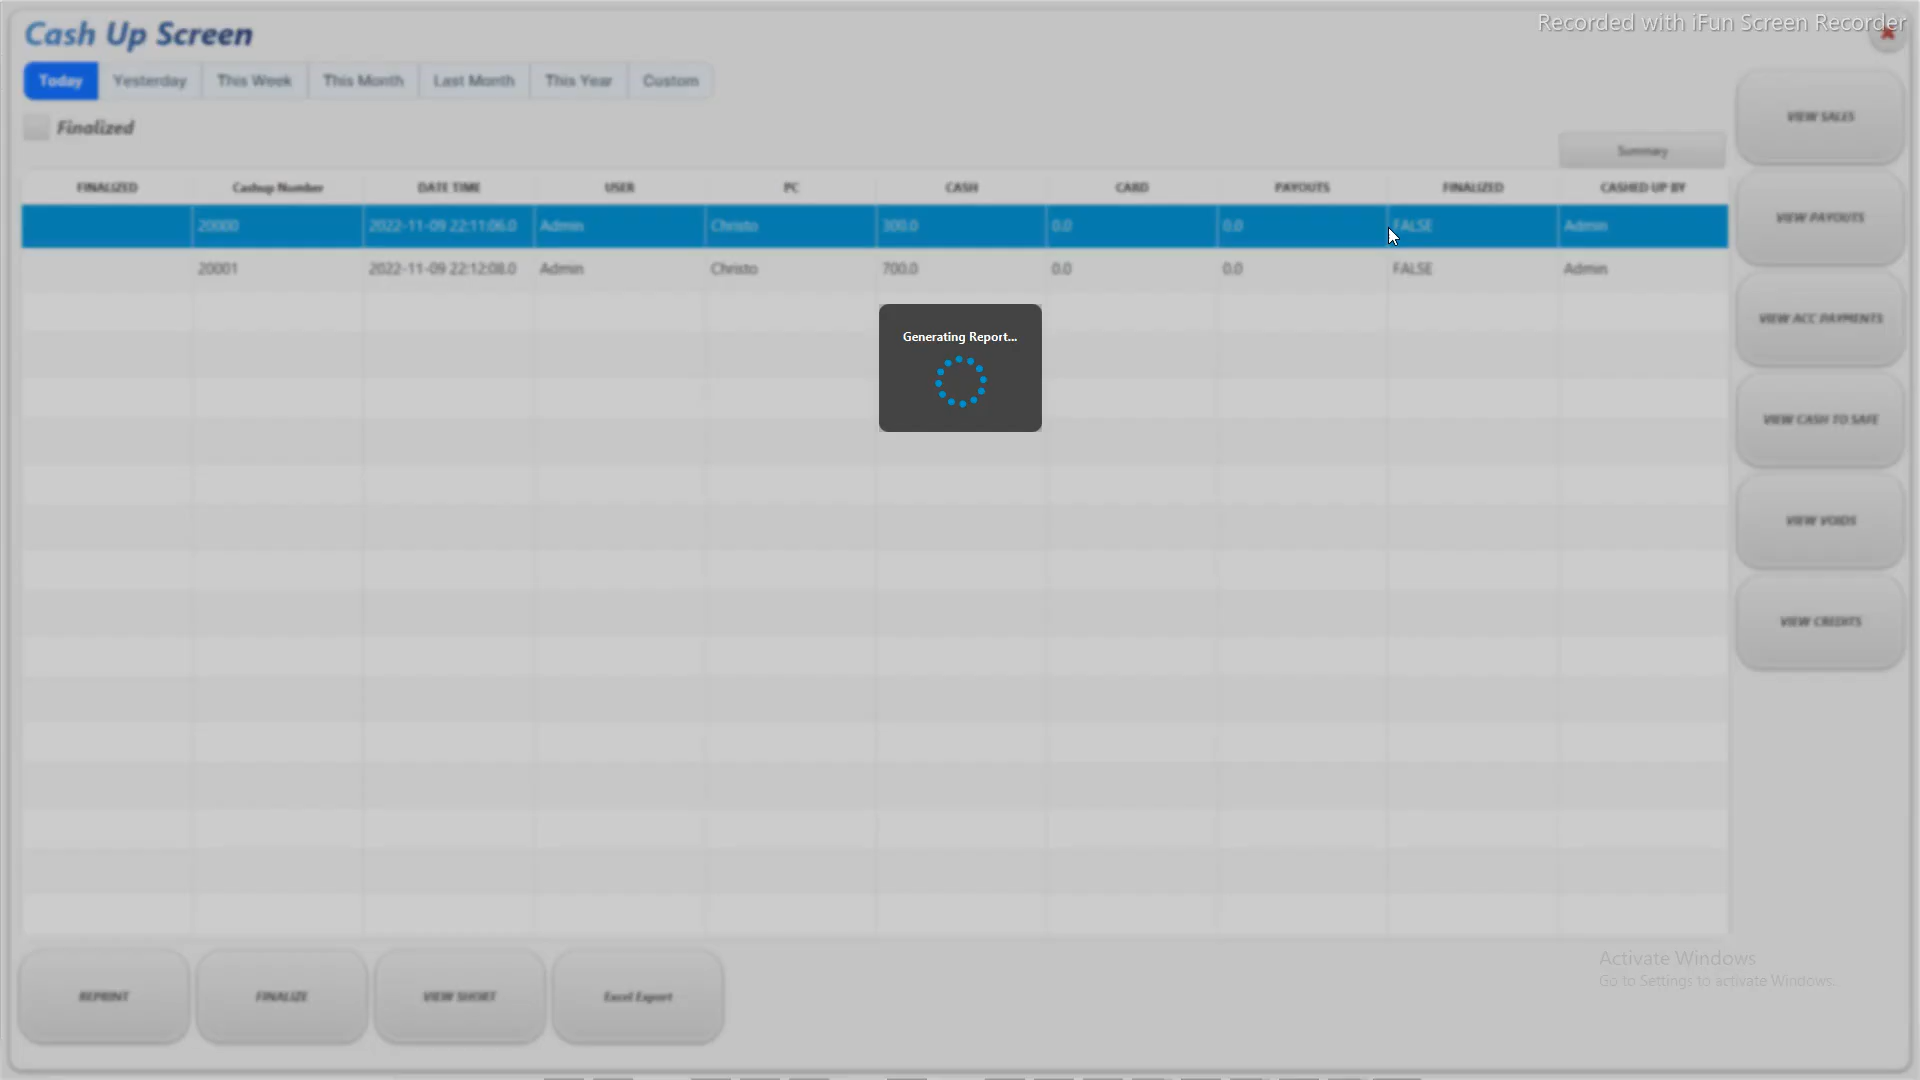 Cash Up Screen
Recorded with iFun Screen Recorder
Today Yesterday This Week This Month Last Month This Year Custom
Finalized
Summary
FINALIZED Cashup Number DATE TIME USER PC CASH CARD PAYOUTS FINALIZED CASHED UP BY
20000 2022-11-09 22:11:06.0 Admin Christo 300.0 0.0 0.0 FALSE Admin
20001 2022-11-09 22:12:08.0 Admin Christo 700.0 0.0 0.0 FALSE Admin
Generating Report...
VIEW SALES
VIEW PAYOUTS
VIEW ACC PAYMENTS
VIEW CASH TO SAFE
VIEW VOIDS
VIEW CREDITS
REPRINT FINALIZE VIEW SHORT Excel Export
Activate Windows
Go to Settings to activate Windows.